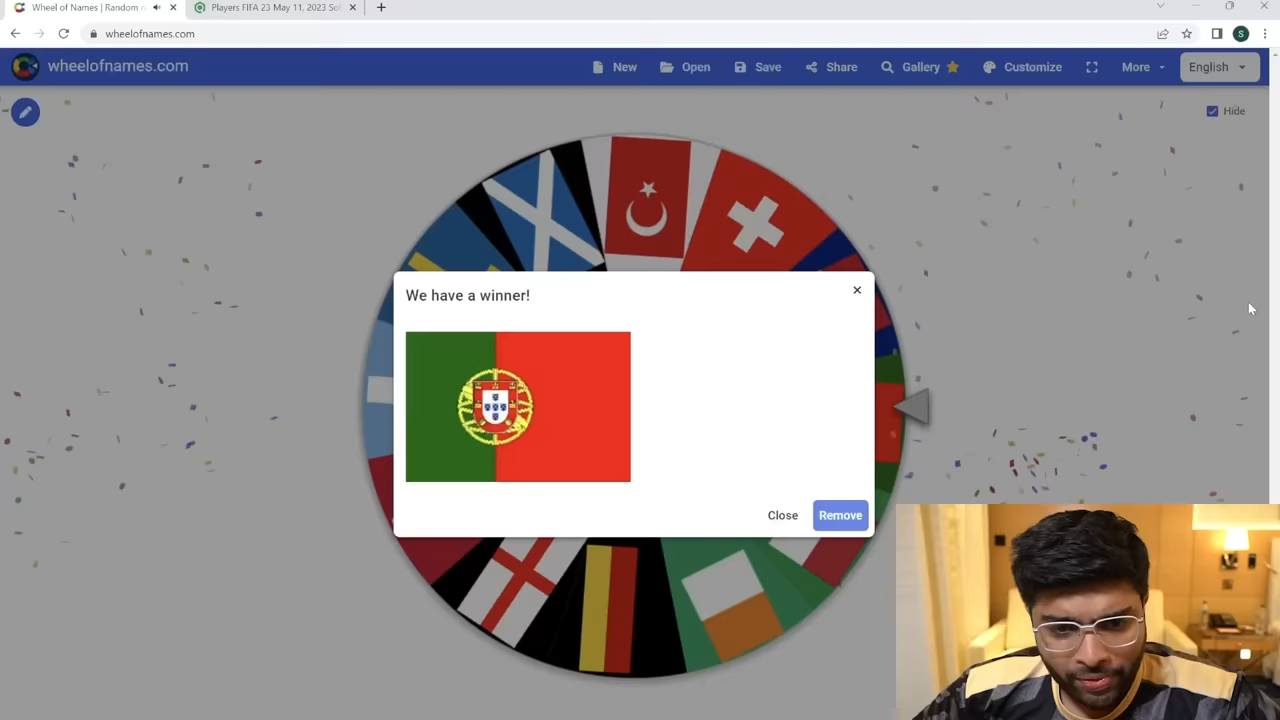 Wheel of Names | Random n
Players FIFA 23 May 11, 2023 SoF
wheelofnames.com
S
wheelofnames.com
New
Open
Save
Share
Gallery
Customize
More
English
Hide
We have a winner!
Close
Remove